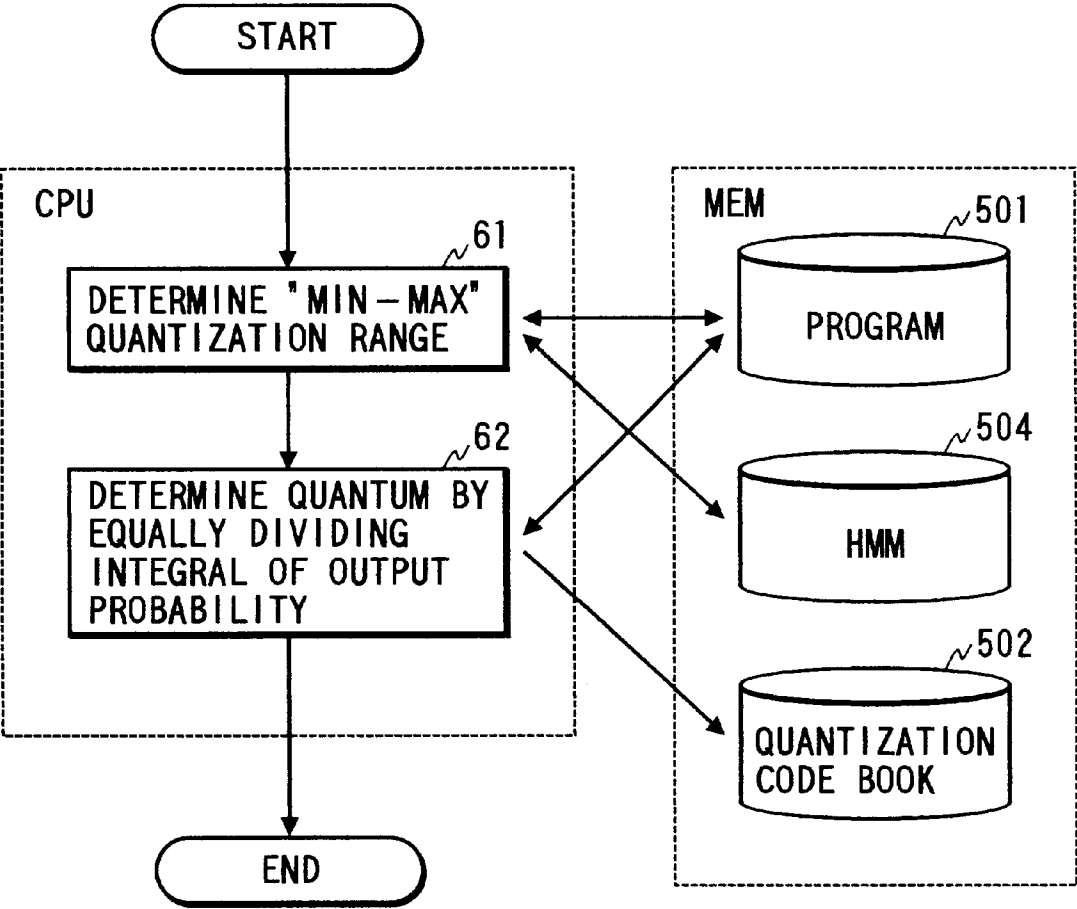 START
CPU
61
DETERMINE "MIN-MAX"
QUANTIZATION RANGE
62
DETERMINE QUANTUM BY
EQUALLY DIVIDING
INTEGRAL OF OUTPUT
PROBABILITY
END
MEM
501
PROGRAM
504
HMM
502
QUANTIZATION
CODE BOOK